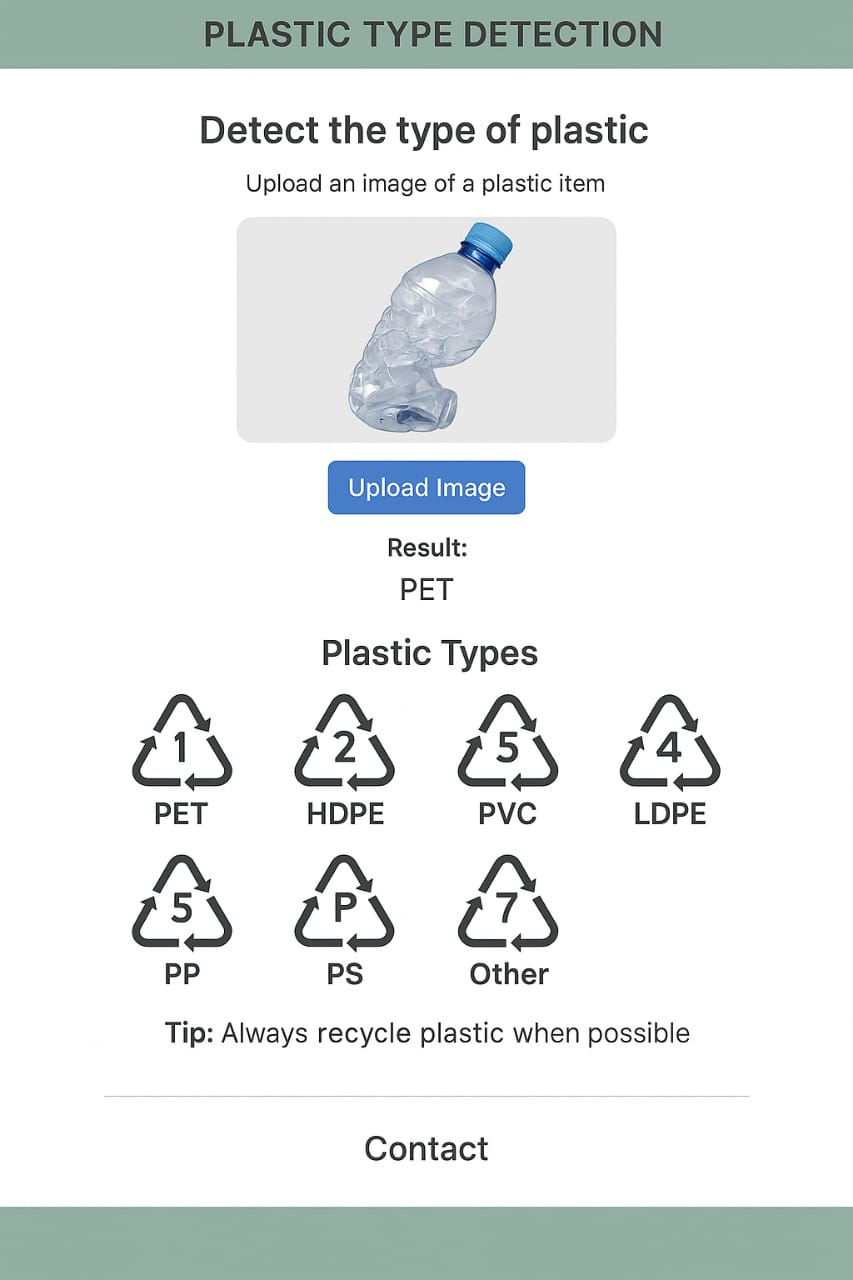 PLASTIC TYPE DETECTION
Detect the type of plastic
Upload an image of a plastic item
Upload Image
Result:
PET
Plastic Types
1 2 5 4
PET HDPE PVC LDPE
5 P 7
PP PS Other
Tip: Always recycle plastic when possible
Contact